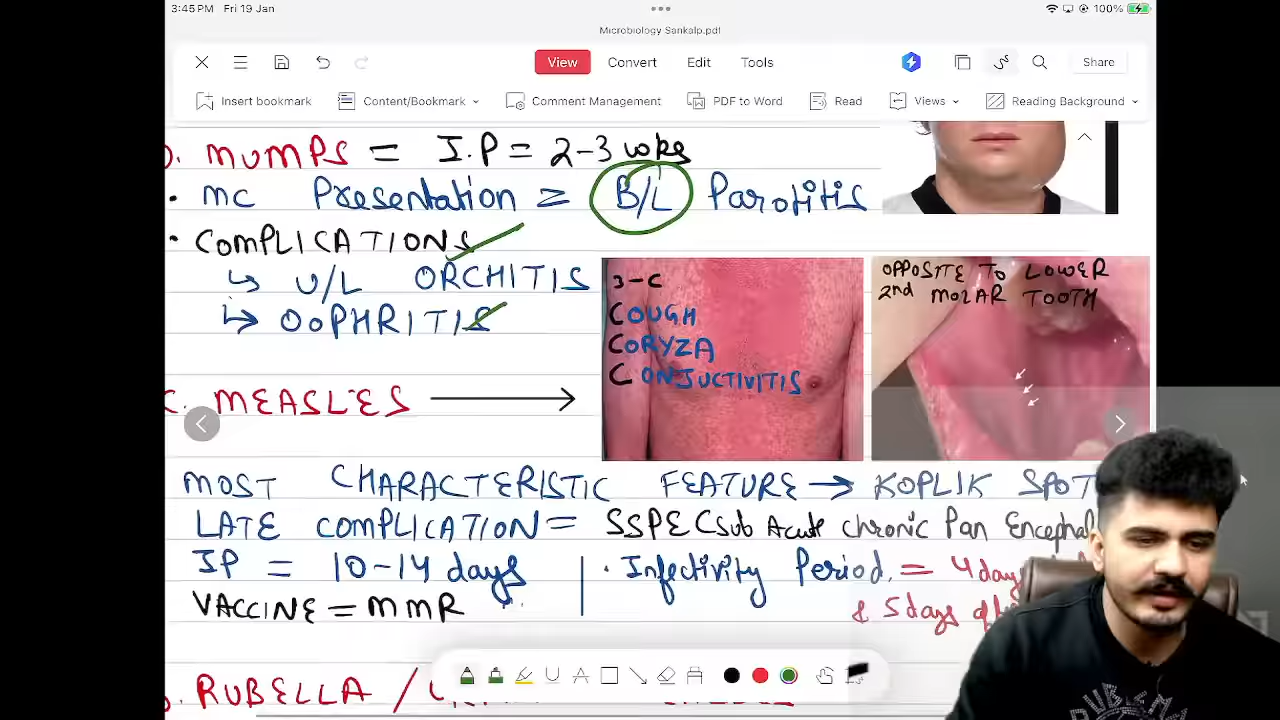 3:45 PM Fri 19 Jan
100%
Microbiology Sankalp.pdf
View Convert Edit Tools
Share
Insert bookmark Content/Bookmark Comment Management PDF to Word Read Views Reading Background
MUMPS = I.P = 2-3 wks
• mc Presentation = B/L Parotitis
• COMPLICATIONS
↳ U/L ORCHITIS
↳ OOPHRITIS
3-C
COUGH
CORYZA
CONJUCTIVITIS
OPPOSITE TO LOWER
2nd MOLAR TOOTH
C. MEASLES →
MOST CHARACTERISTIC FEATURE → KOPLIK SPOT
LATE COMPLICATION = SSPE (Sub Acute chronic Pan Encephal
IP = 10-14 days | • Infectivity Period = 4 day
VACCINE = MMR
& 5 days
RUBELLA /